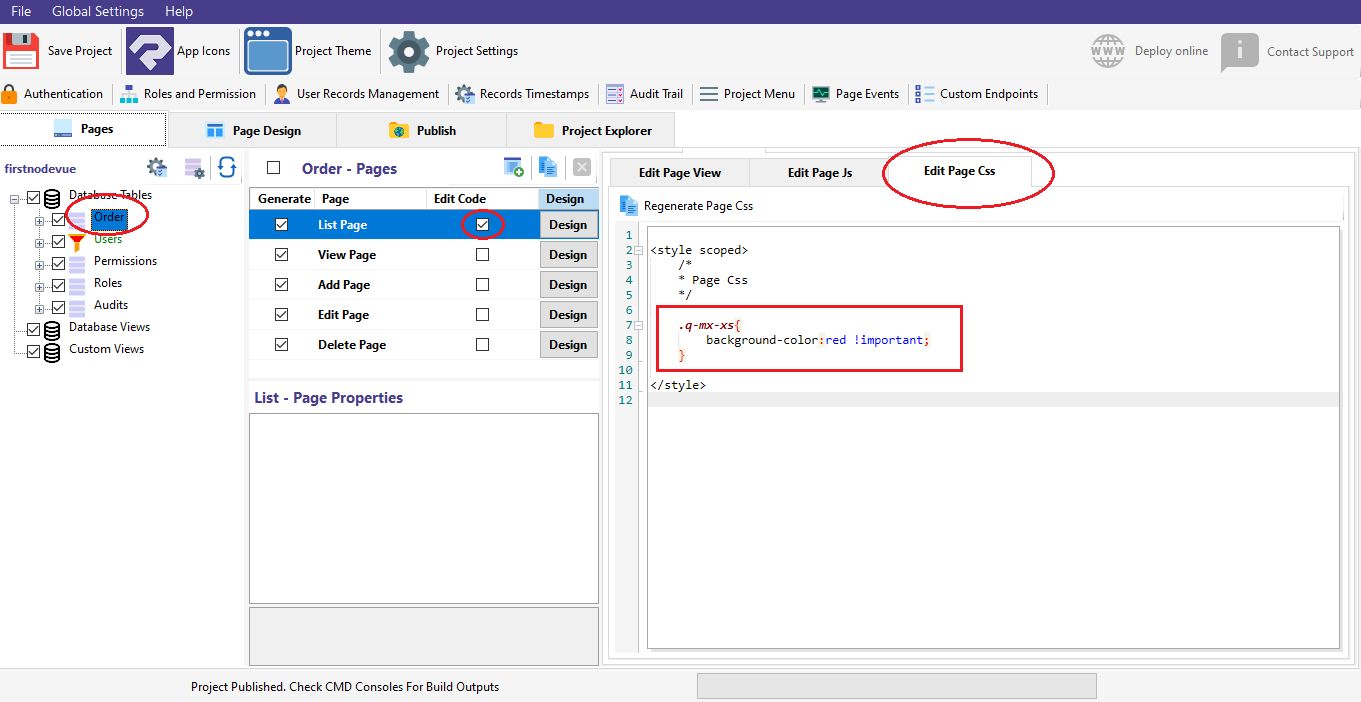 File Global Settings Help
Save Project App Icons Project Theme Project Settings WWW Deploy online Contact Support
Authentication Roles and Permission User Records Management Records Timestamps Audit Trail Project Menu Page Events Custom Endpoints
Pages Page Design Publish Project Explorer
firstnodevue
Database Tables
Order
Users
Permissions
Roles
Audits
Database Views
Custom Views
Order - Pages
Generate Page Edit Code Design
List Page Design
View Page Design
Add Page Design
Edit Page Design
Delete Page Design
List - Page Properties
Edit Page View Edit Page Js Edit Page Css
Regenerate Page Css
1
2 <style scoped>
3 /*
4 * Page Css
5 */
6
7 .q-mx-xs{
8 background-color:red !important;
9 }
10
11 </style>
12
Project Published. Check CMD Consoles For Build Outputs